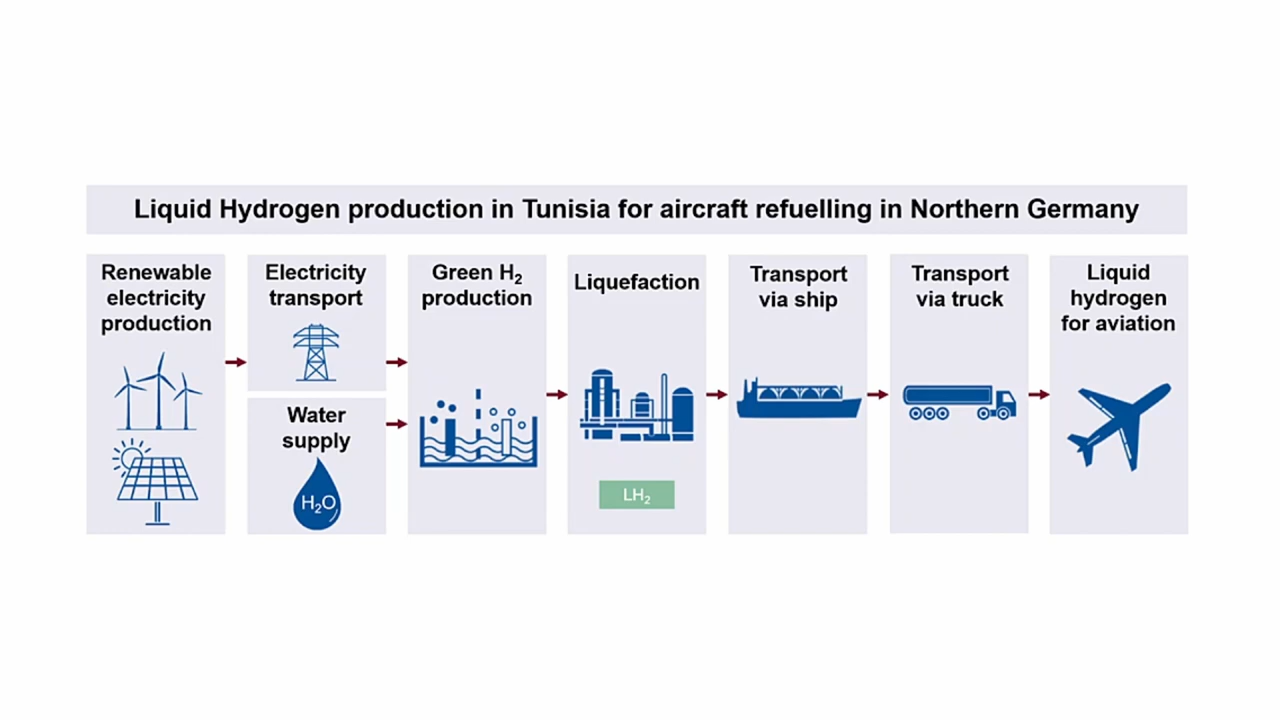 Liquid Hydrogen production in Tunisia for aircraft refuelling in Northern Germany
Renewable
electricity
production
Electricity
transport
Water
supply
H₂O
Green H₂
production
Liquefaction
LH₂
Transport
via ship
Transport
via truck
Liquid
hydrogen
for aviation